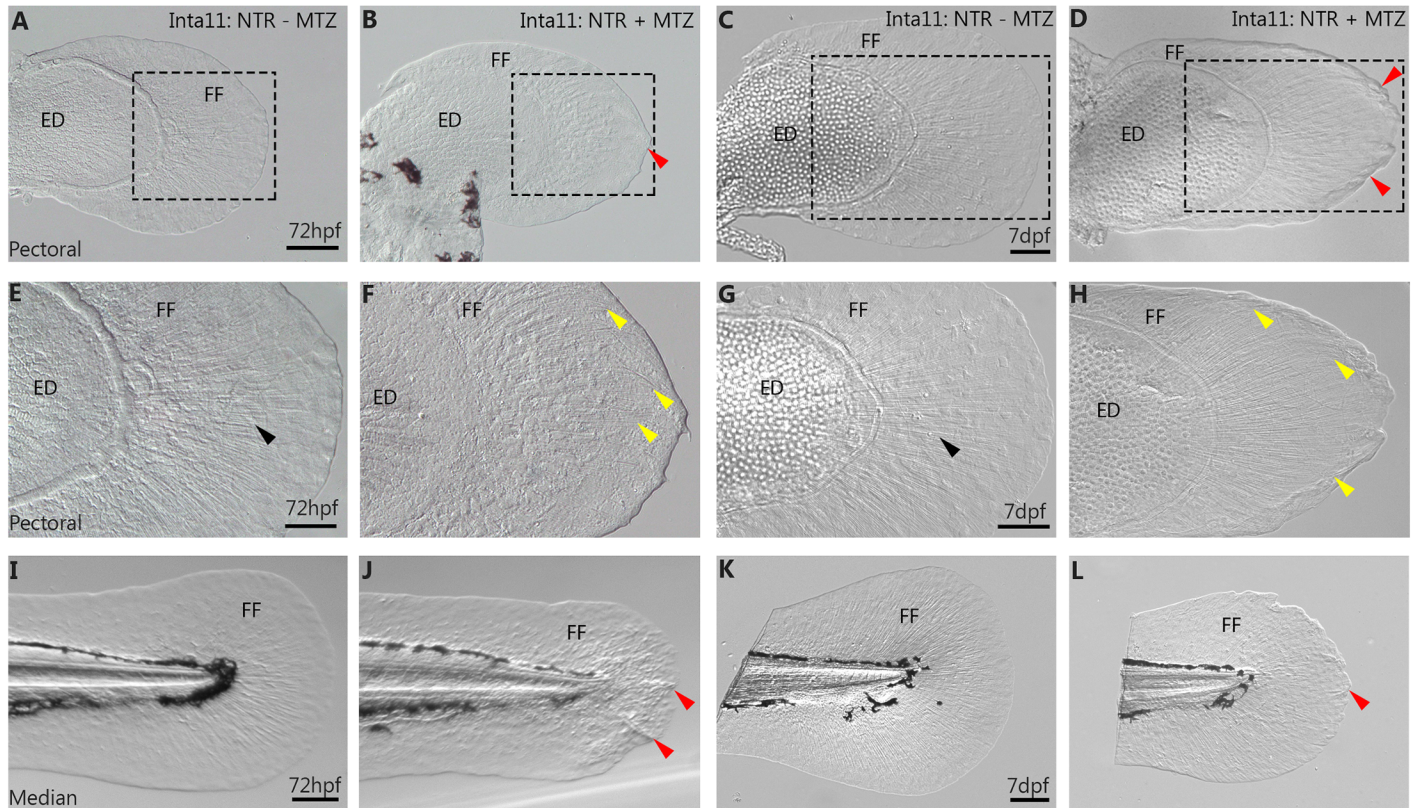 A Inta11: NTR - MTZ
FF
FF
ED
72hpf
Pectoral
B Inta11: NTR + MTZ
FF
ED
C Inta11: NTR - MTZ
FF
ED
7dpf
D Inta11: NTR + MTZ
FF
ED
E
FF
ED
72hpf
Pectoral
F
FF
ED
G
FF
ED
7dpf
H
FF
ED
I
FF
72hpf
Median
J
FF
K
FF
7dpf
L
FF